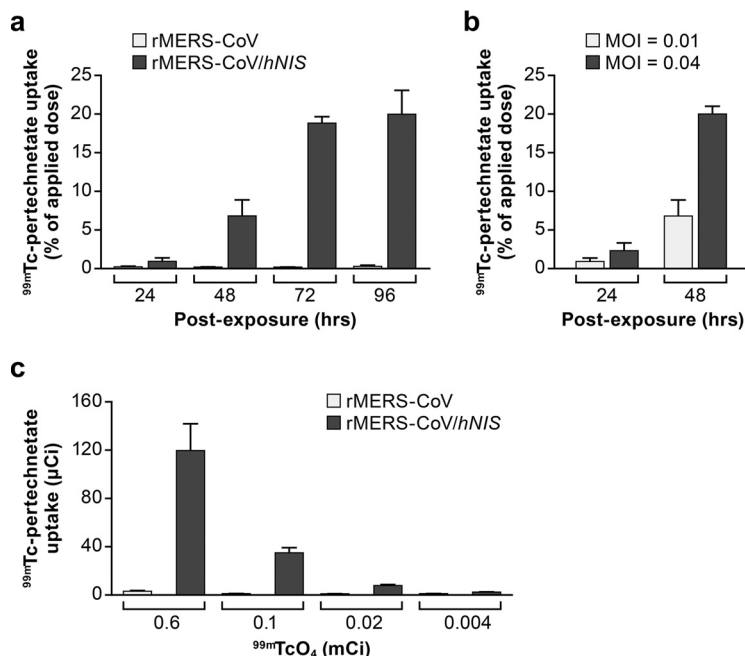 a
rMERS-CoV
rMERS-CoV/hNIS
99mTc-pertechnetate uptake
(% of applied dose)
25
20
15
10
5
0
24 48 72 96
Post-exposure (hrs)
b
MOI = 0.01
MOI = 0.04
99mTc-pertechnetate uptake
(% of applied dose)
25
20
15
10
5
0
24 48
Post-exposure (hrs)
c
rMERS-CoV
rMERS-CoV/hNIS
99mTc-pertechnetate
uptake (µCi)
160
120
80
40
0
0.6 0.1 0.02 0.004
99mTcO4 (mCi)